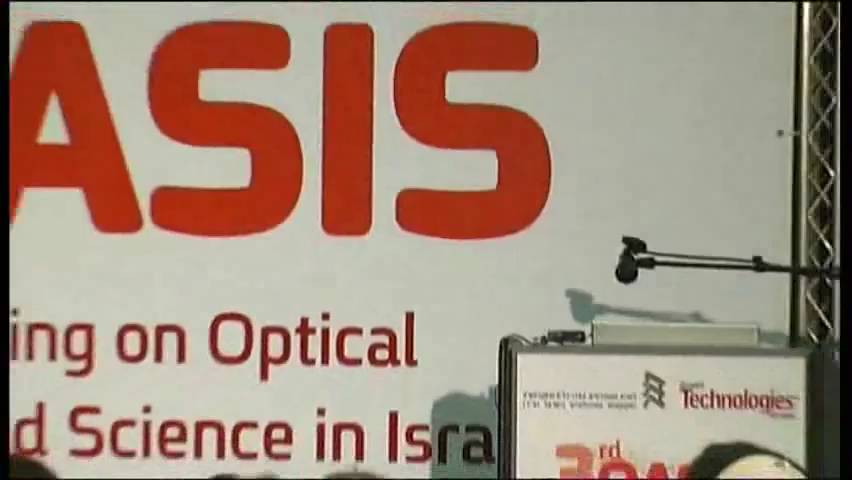 ASIS
ing on Optical
d Science in Isra
Technologies
3rd